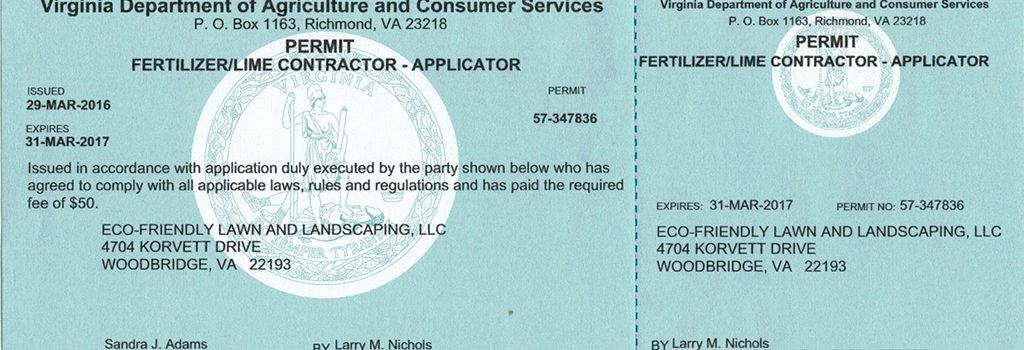 Virginia Department of Agriculture and Consumer Services
P. O. Box 1163, Richmond, VA 23218
PERMIT
FERTILIZER/LIME CONTRACTOR - APPLICATOR
ISSUED
29-MAR-2016
PERMIT
57-347836
EXPIRES
31-MAR-2017
Issued in accordance with application duly executed by the party shown below who has
agreed to comply with all applicable laws, rules and regulations and has paid the required
fee of $50.
ECO-FRIENDLY LAWN AND LANDSCAPING, LLC
4704 KORVETT DRIVE
WOODBRIDGE, VA 22193
Sandra J. Adams
BY Larry M. Nichols
VIRGINIA
SEMPER TYRANNIS
Virginia Department of Agriculture and Consumer Services
P. O. Box 1163, Richmond, VA 23218
PERMIT
FERTILIZER/LIME CONTRACTOR - APPLICATOR
EXPIRES: 31-MAR-2017 PERMIT NO: 57-347836
ECO-FRIENDLY LAWN AND LANDSCAPING, LLC
4704 KORVETT DRIVE
WOODBRIDGE, VA 22193
BY Larry M. Nichols